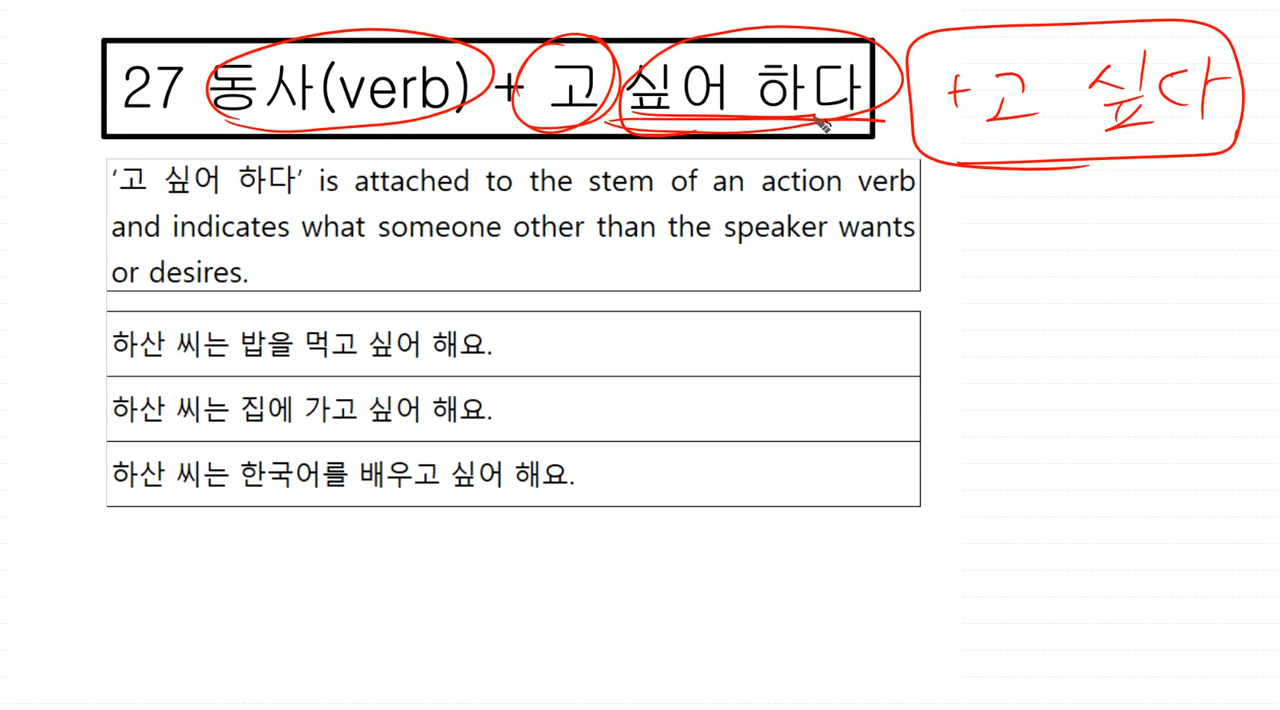 27 동사(verb) + 고 싶어 하다
+고 싶다
‘고 싶어 하다’ is attached to the stem of an action verb
and indicates what someone other than the speaker wants
or desires.
하산 씨는 밥을 먹고 싶어 해요.
하산 씨는 집에 가고 싶어 해요.
하산 씨는 한국어를 배우고 싶어 해요.